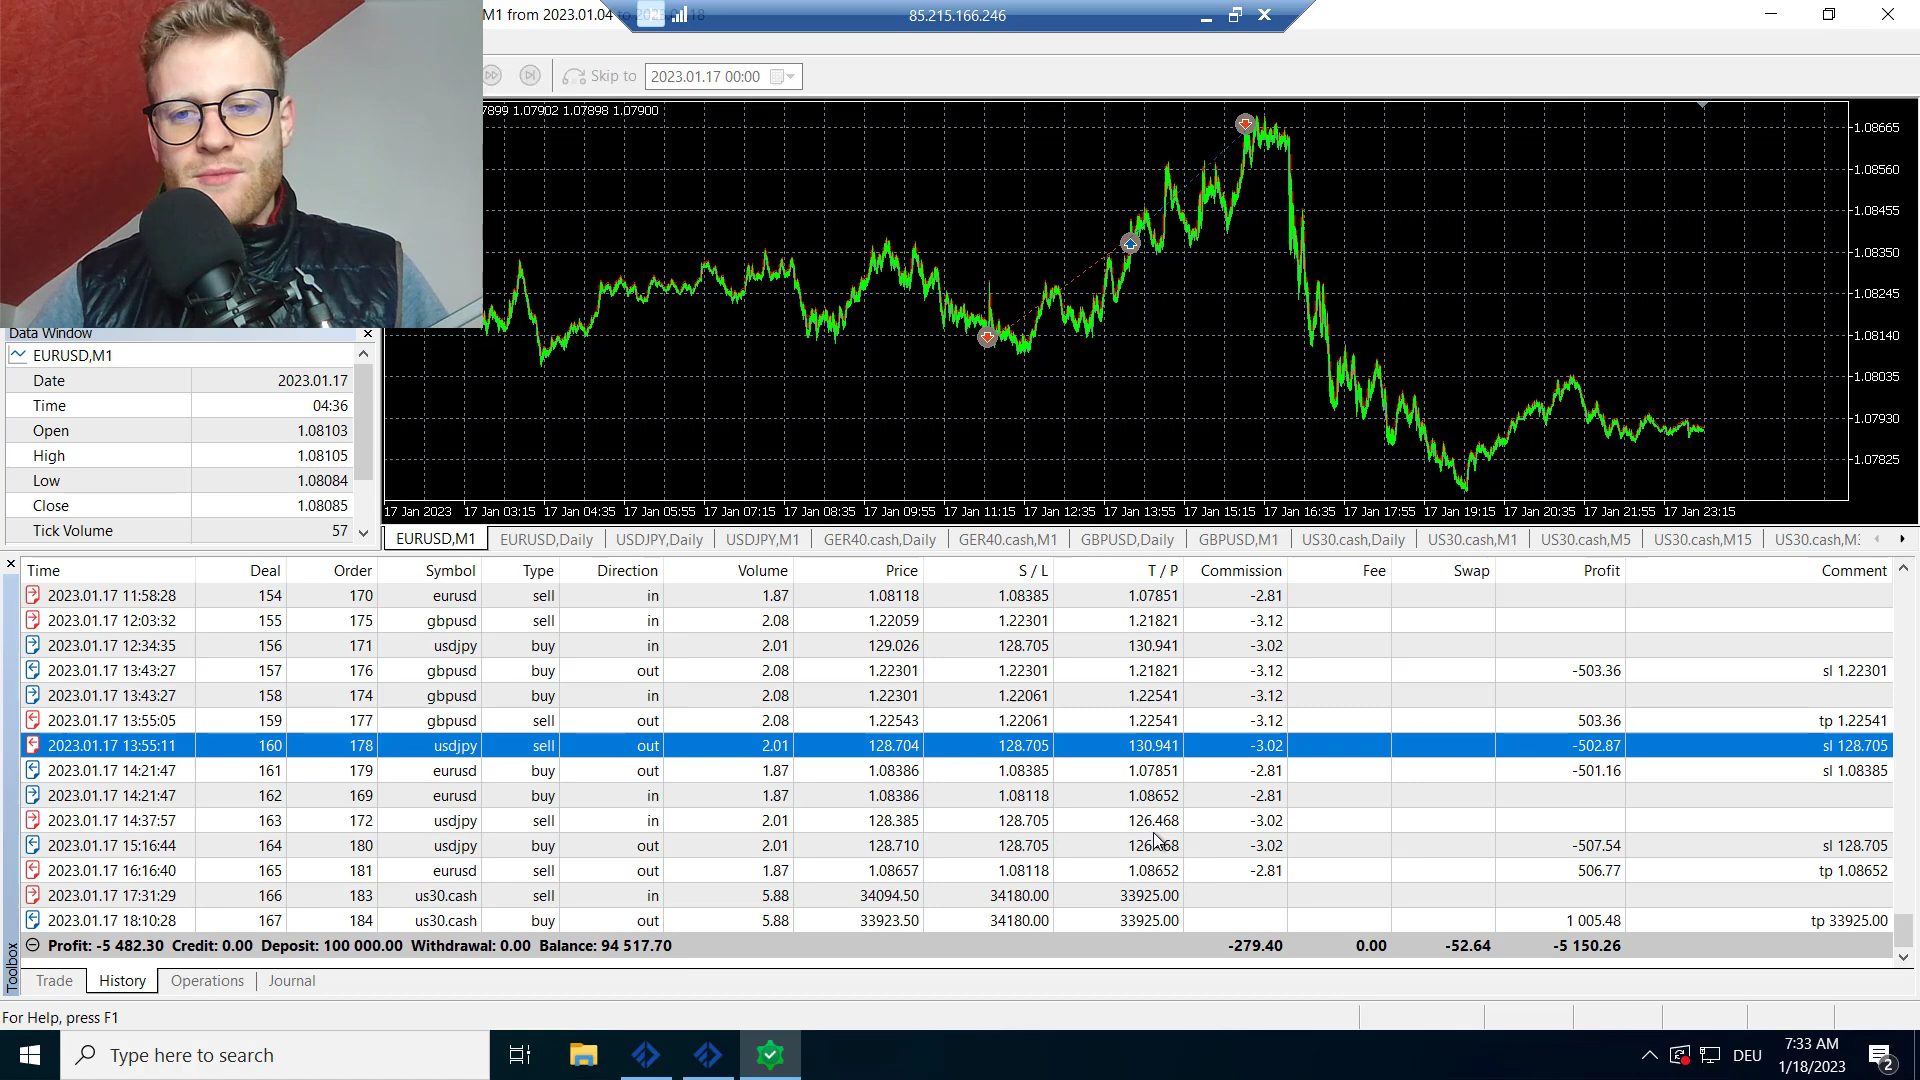 M1 from 2023.01.04
85.215.166.246
Skip to 2023.01.17 00:00
1.07902 1.07898 1.07900
1.08665
1.08560
1.08455
1.08350
1.08245
1.08140
1.08035
1.07930
1.07825
17 Jan 2023 17 Jan 03:15 17 Jan 04:35 17 Jan 05:55 17 Jan 07:15 17 Jan 08:35 17 Jan 09:55 17 Jan 11:15 17 Jan 12:35 17 Jan 13:55 17 Jan 15:15 17 Jan 16:35 17 Jan 17:55 17 Jan 19:15 17 Jan 20:35 17 Jan 21:55 17 Jan 23:15
Data Window
EURUSD,M1
Date 2023.01.17
Time 04:36
Open 1.08103
High 1.08105
Low 1.08084
Close 1.08085
Tick Volume 57
EURUSD,M1 EURUSD,Daily USDJPY,Daily USDJPY,M1 GER40.cash,Daily GER40.cash,M1 GBPUSD,Daily GBPUSD,M1 US30.cash,Daily US30.cash,M1 US30.cash,M5 US30.cash,M15
Time Deal Order Symbol Type Direction Volume Price S / L T / P Commission Fee Swap Profit Comment
2023.01.17 11:58:28 154 170 eurusd sell in 1.87 1.08118 1.08385 1.07851 -2.81
2023.01.17 12:03:32 155 175 gbpusd sell in 2.08 1.22059 1.22301 1.21821 -3.12
2023.01.17 12:34:35 156 171 usdjpy buy in 2.01 129.026 128.705 130.941 -3.02
2023.01.17 13:43:27 157 176 gbpusd buy out 2.08 1.22301 1.22301 1.21821 -3.12 -503.36 sl 1.22301
2023.01.17 13:43:27 158 174 gbpusd buy in 2.08 1.22301 1.22061 1.22541 -3.12
2023.01.17 13:55:05 159 177 gbpusd sell out 2.08 1.22543 1.22061 1.22541 -3.12 503.36 tp 1.22541
2023.01.17 13:55:11 160 178 usdjpy sell out 2.01 128.704 128.705 130.941 -3.02 -502.87 sl 128.705
2023.01.17 14:21:47 161 179 eurusd buy out 1.87 1.08386 1.08385 1.07851 -2.81 -501.16 sl 1.08385
2023.01.17 14:21:47 162 169 eurusd buy in 1.87 1.08386 1.08118 1.08652 -2.81
2023.01.17 14:37:57 163 172 usdjpy sell in 2.01 128.385 128.705 126.468 -3.02
2023.01.17 15:16:44 164 180 usdjpy buy out 2.01 128.710 128.705 126.468 -3.02 -507.54 sl 128.705
2023.01.17 16:16:40 165 181 eurusd sell out 1.87 1.08657 1.08118 1.08652 -2.81 506.77 tp 1.08652
2023.01.17 17:31:29 166 183 us30.cash sell in 5.88 34094.50 34180.00 33925.00
2023.01.17 18:10:28 167 184 us30.cash buy out 5.88 33923.50 34180.00 33925.00 1 005.48 tp 33925.00
Profit: -5 482.30 Credit: 0.00 Deposit: 100 000.00 Withdrawal: 0.00 Balance: 94 517.70 -279.40 0.00 -52.64 -5 150.26
Toolbox
Trade History Operations Journal
For Help, press F1
Type here to search
DEU
7:33 AM
1/18/2023
2